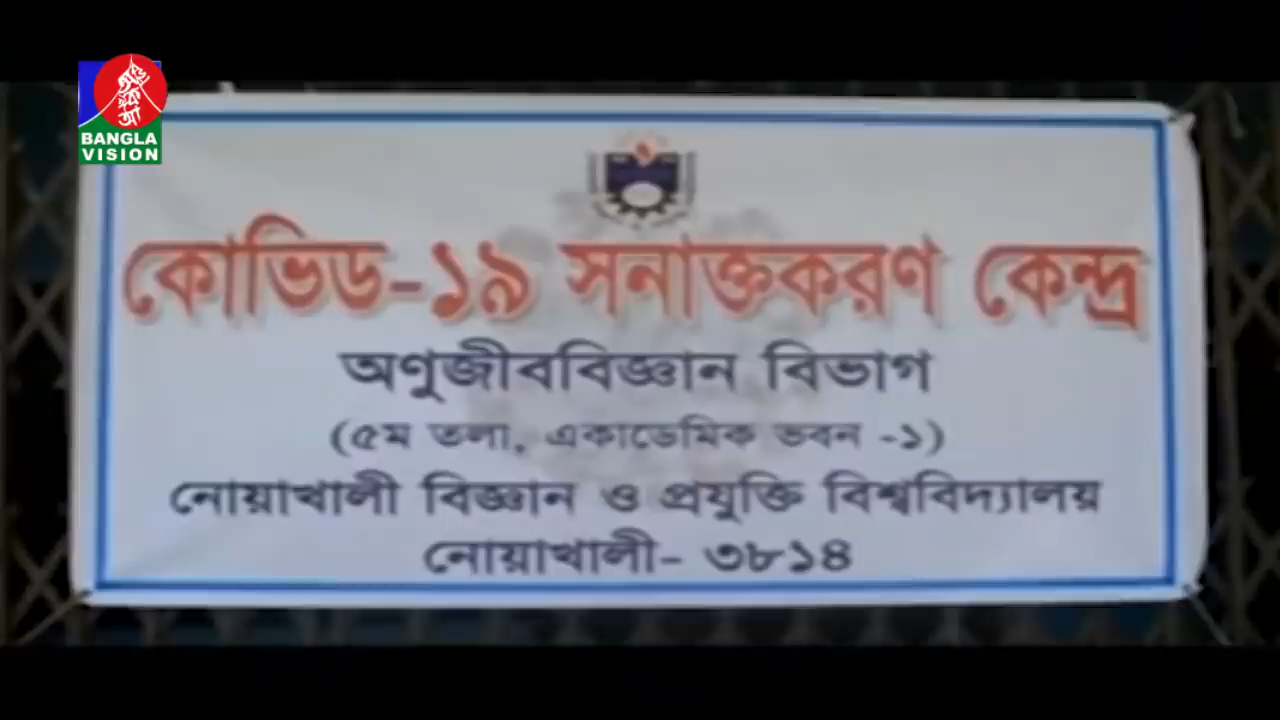 BANGLA
VISION
কোভিড-১৯ সনাক্তকরণ কেন্দ্র
অণুজীববিজ্ঞান বিভাগ
(৫ম তলা, একাডেমিক ভবন -১)
নোয়াখালী বিজ্ঞান ও প্রযুক্তি বিশ্ববিদ্যালয়
নোয়াখালী- ৩৮১৪